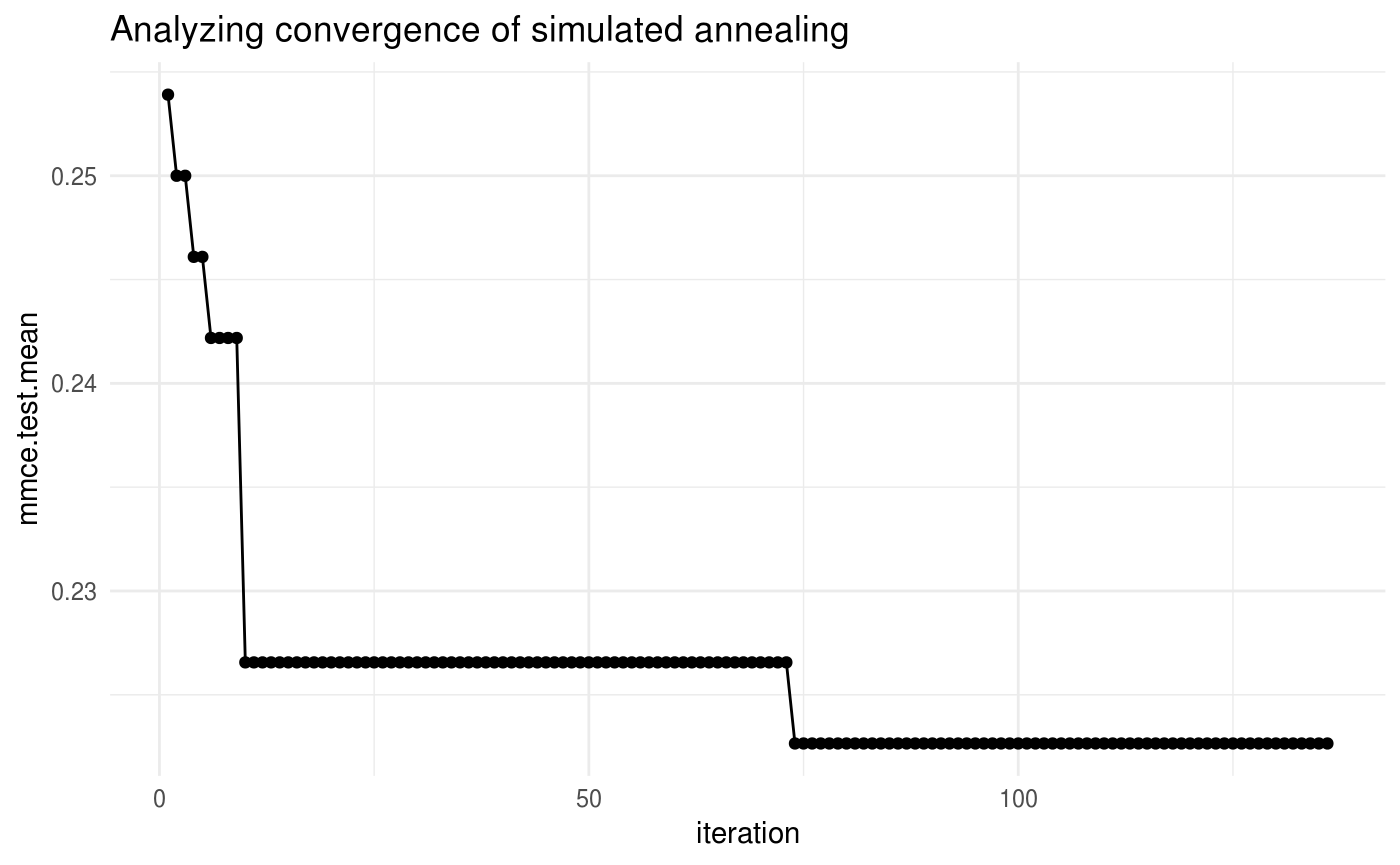 Analyzing convergence of simulated annealing
mmce.test.mean
0.25
0.24
0.23
0
50
100
iteration